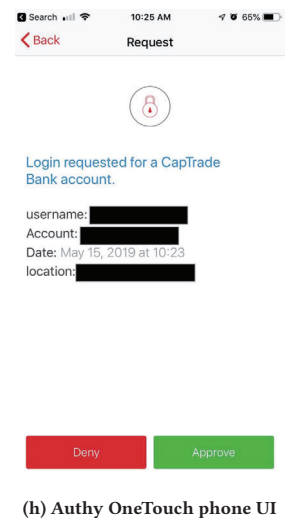 Search 10:25 AM 65%
Back Request
Login requested for a CapTrade
Bank account.
username:
Account:
Date: May 15, 2019 at 10:23
location:
Deny Approve
(h) Authy OneTouch phone UI